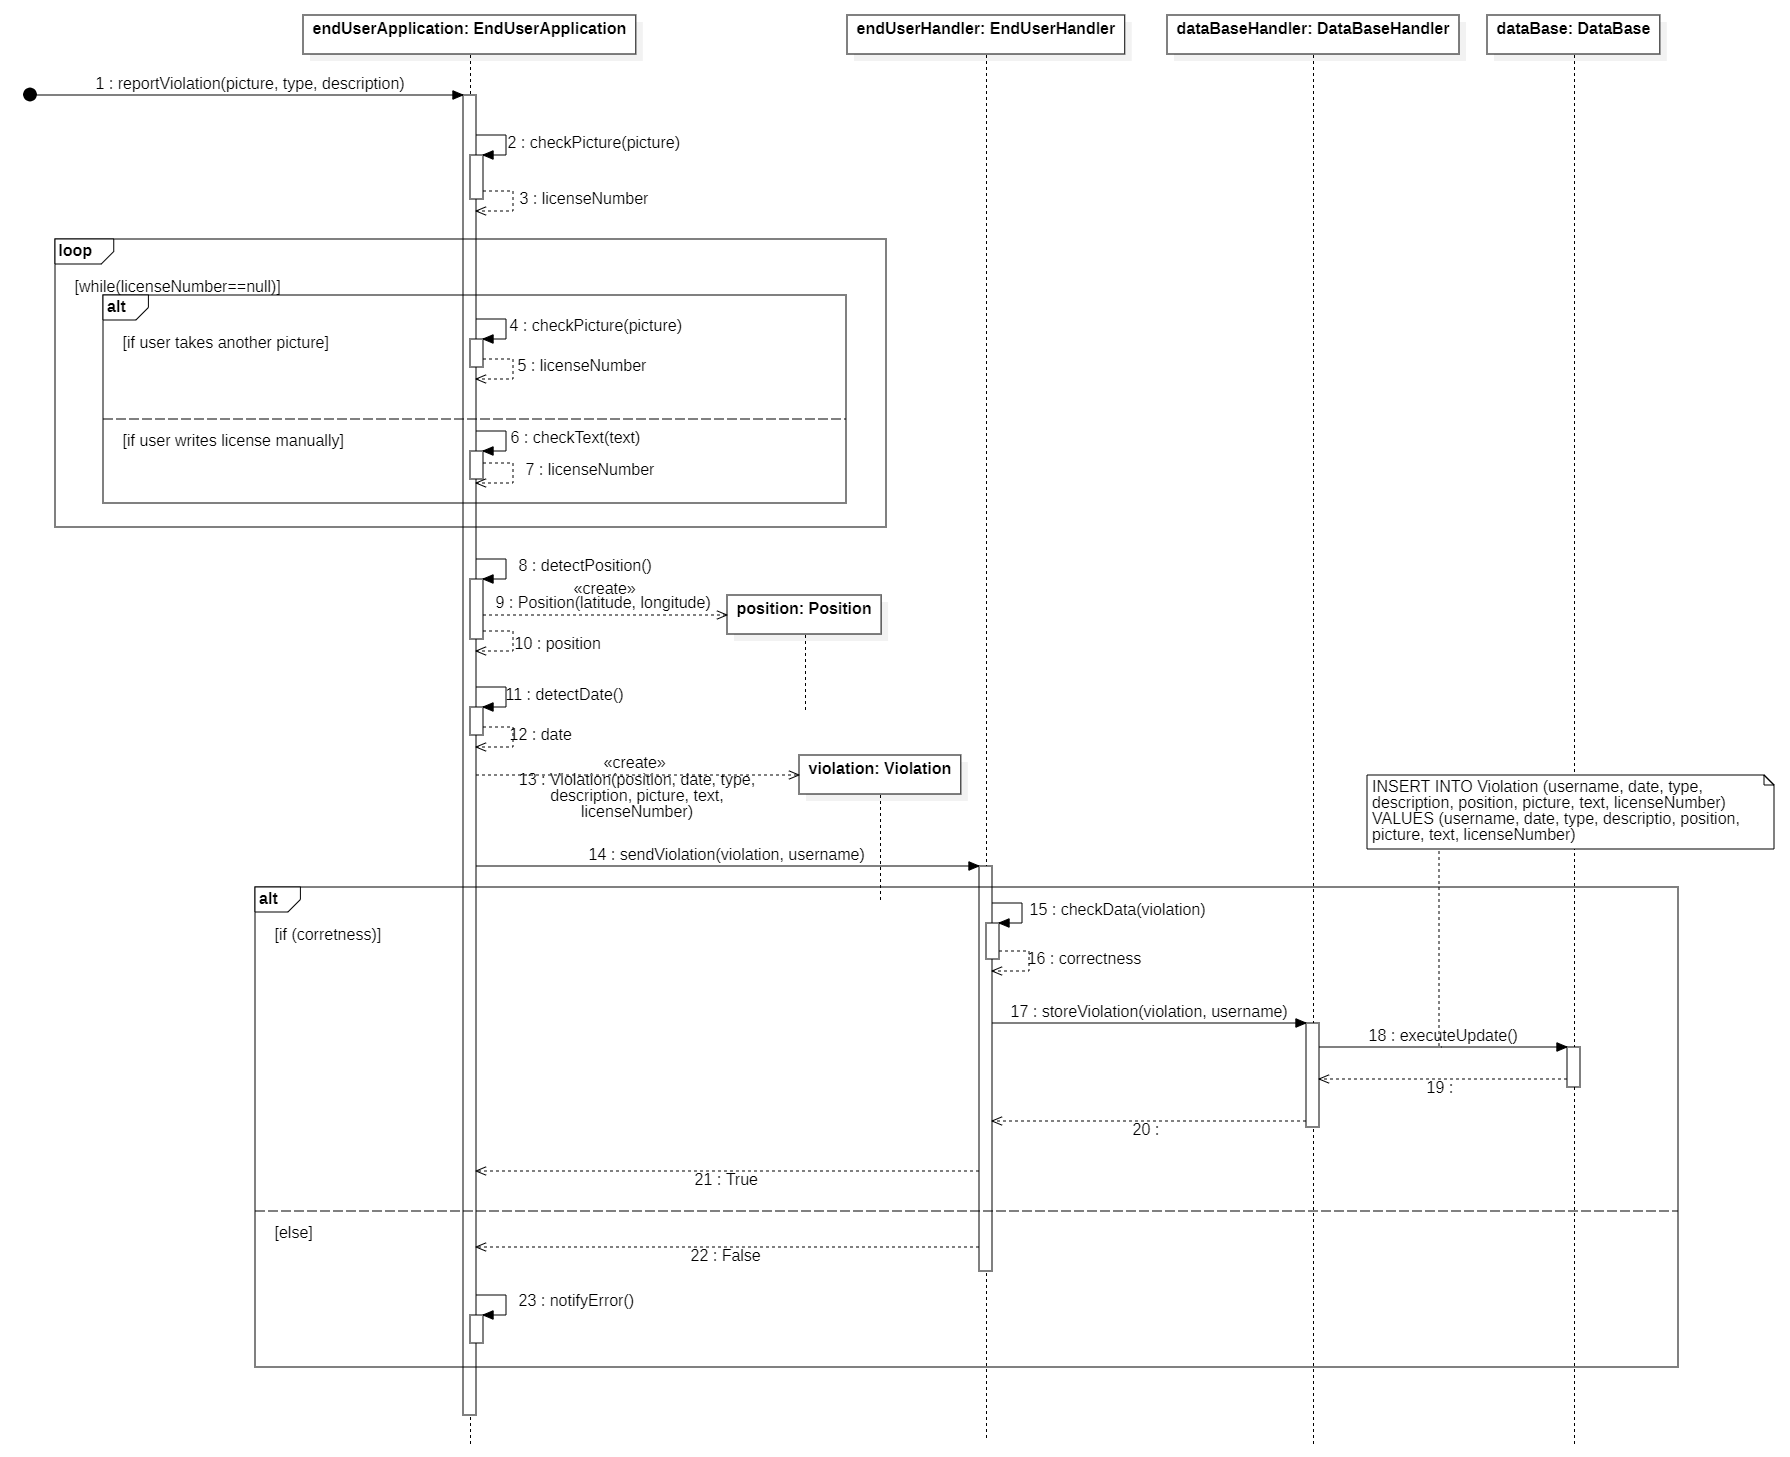 endUserApplication: EndUserApplication
endUserHandler: EndUserHandler
dataBaseHandler: DataBaseHandler
dataBase: DataBase
1 : reportViolation(picture, type, description)
2 : checkPicture(picture)
3 : licenseNumber
loop
[while(licenseNumber==null)]
alt
4 : checkPicture(picture)
[if user takes another picture]
5 : licenseNumber
6 : checkText(text)
[if user writes license manually]
7 : licenseNumber
8 : detectPosition()
«create»
9 : Position(latitude, longitude)
position: Position
10 : position
11 : detectDate()
12 : date
«create»
violation: Violation
13 : Violation(position, date, type,
description, picture, text,
licenseNumber)
INSERT INTO Violation (username, date, type,
description, position, picture, text, licenseNumber)
VALUES (username, date, type, descriptio, position,
picture, text, licenseNumber)
14 : sendViolation(violation, username)
alt
15 : checkData(violation)
[if (corretness)]
16 : correctness
17 : storeViolation(violation, username)
18 : executeUpdate()
19 :
20 :
21 : True
[else]
22 : False
23 : notifyError()